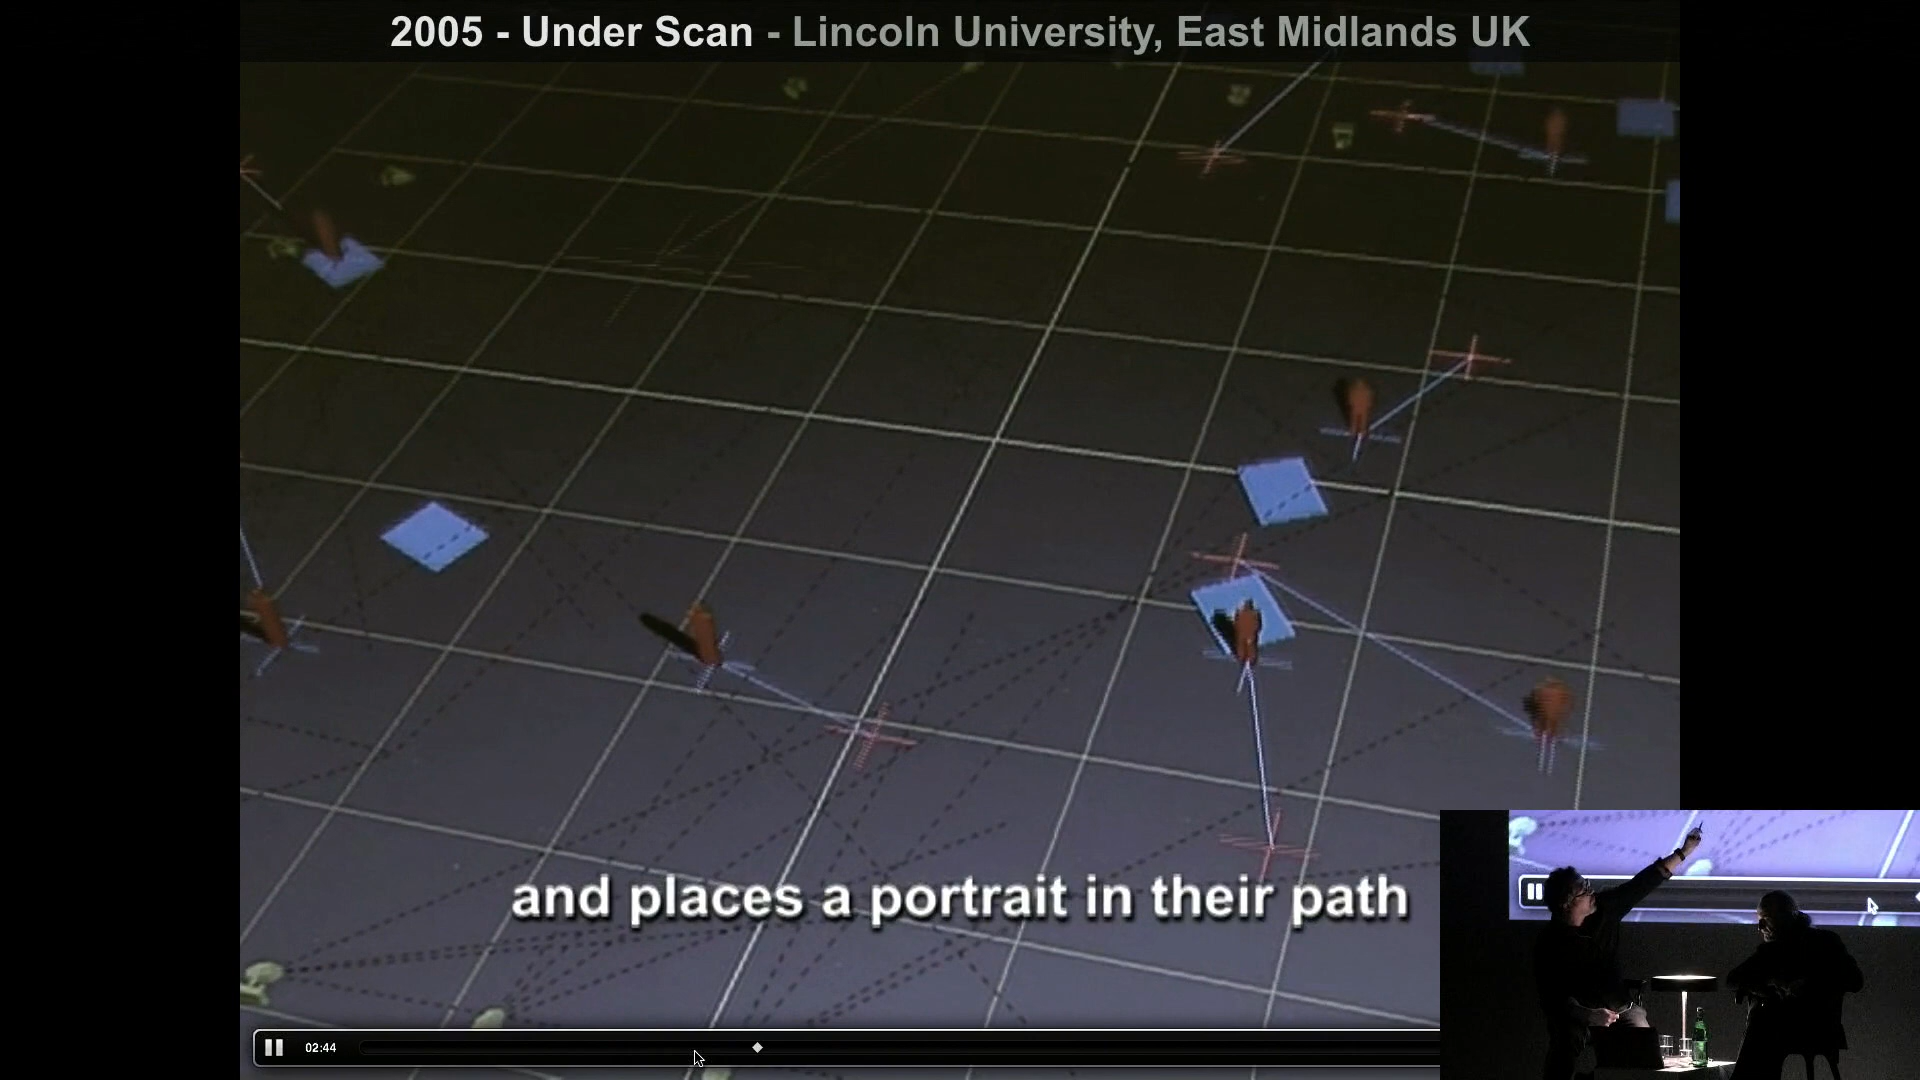 2005 - Under Scan - Lincoln University, East Midlands UK
and places a portrait in their path
02:44